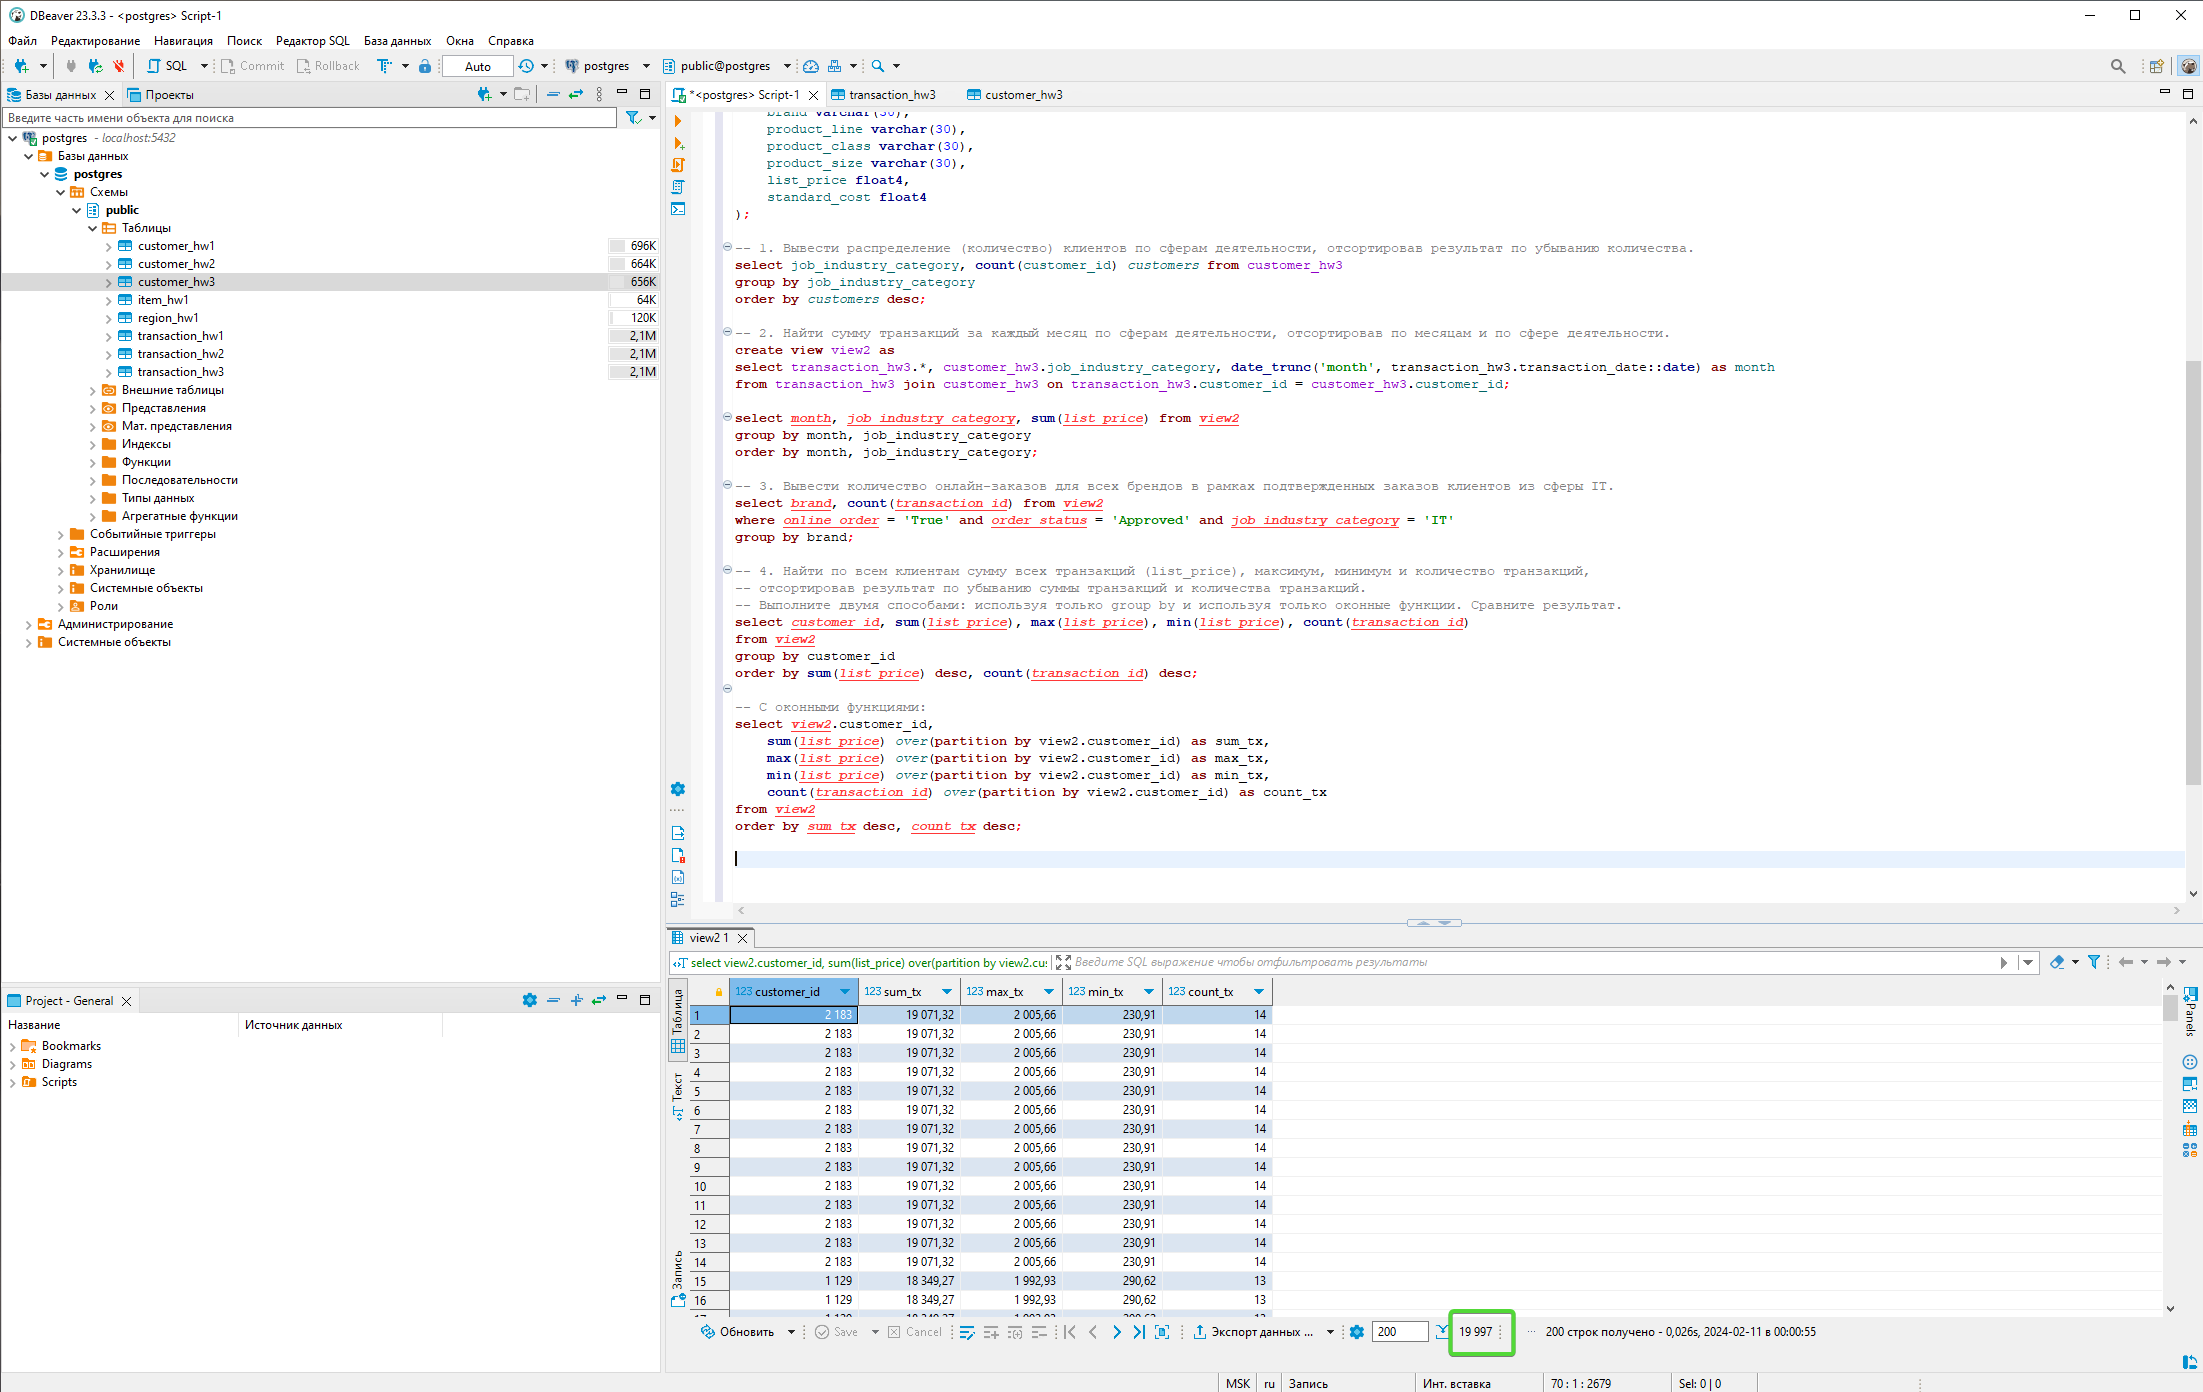 DBeaver 23.3.3 - <postgres> Script-1
Файл Редактирование Навигация Поиск Редактор SQL База данных Окна Справка
SQL Commit Rollback Auto postgres public@postgres
Базы данных Проекты
Введите часть имени объекта для поиска
postgres - localhost:5432
Базы данных
postgres
Схемы
public
Таблицы
customer_hw1 696K
customer_hw2 664K
customer_hw3 656K
item_hw1 64K
region_hw1 120K
transaction_hw1 2,1M
transaction_hw2 2,1M
transaction_hw3 2,1M
Внешние таблицы
Представления
Мат. представления
Индексы
Функции
Последовательности
Типы данных
Агрегатные функции
Событийные триггеры
Расширения
Хранилище
Системные объекты
Роли
Администрирование
Системные объекты
Project - General
Название Источник данных
Bookmarks
Diagrams
Scripts
*<postgres> Script-1 transaction_hw3 customer_hw3
brand varchar(30),
product_line varchar(30),
product_class varchar(30),
product_size varchar(30),
list_price float4,
standard_cost float4
);
-- 1. Вывести распределение (количество) клиентов по сферам деятельности, отсортировав результат по убыванию количества.
select job_industry_category, count(customer_id) customers from customer_hw3
group by job_industry_category
order by customers desc;
-- 2. Найти сумму транзакций за каждый месяц по сферам деятельности, отсортировав по месяцам и по сфере деятельности.
create view view2 as
select transaction_hw3.*, customer_hw3.job_industry_category, date_trunc('month', transaction_hw3.transaction_date::date) as month
from transaction_hw3 join customer_hw3 on transaction_hw3.customer_id = customer_hw3.customer_id;
select month, job_industry_category, sum(list_price) from view2
group by month, job_industry_category
order by month, job_industry_category;
-- 3. Вывести количество онлайн-заказов для всех брендов в рамках подтвержденных заказов клиентов из сферы IT.
select brand, count(transaction_id) from view2
where online_order = 'True' and order_status = 'Approved' and job_industry_category = 'IT'
group by brand;
-- 4. Найти по всем клиентам сумму всех транзакций (list_price), максимум, минимум и количество транзакций,
-- отсортировав результат по убыванию суммы транзакций и количества транзакций.
-- Выполните двумя способами: используя только group by и используя только оконные функции. Сравните результат.
select customer_id, sum(list_price), max(list_price), min(list_price), count(transaction_id)
from view2
group by customer_id
order by sum(list_price) desc, count(transaction_id) desc;
-- С оконными функциями:
select view2.customer_id,
sum(list_price) over(partition by view2.customer_id) as sum_tx,
max(list_price) over(partition by view2.customer_id) as max_tx,
min(list_price) over(partition by view2.customer_id) as min_tx,
count(transaction_id) over(partition by view2.customer_id) as count_tx
from view2
order by sum_tx desc, count_tx desc;
view2 1
select view2.customer_id, sum(list_price) over(partition by view2.cus Введите SQL выражение чтобы отфильтровать результаты
Таблица
Текст
Запись
Panels
123 customer_id 123 sum_tx 123 max_tx 123 min_tx 123 count_tx
1 2 183 19 071,32 2 005,66 230,91 14
2 2 183 19 071,32 2 005,66 230,91 14
3 2 183 19 071,32 2 005,66 230,91 14
4 2 183 19 071,32 2 005,66 230,91 14
5 2 183 19 071,32 2 005,66 230,91 14
6 2 183 19 071,32 2 005,66 230,91 14
7 2 183 19 071,32 2 005,66 230,91 14
8 2 183 19 071,32 2 005,66 230,91 14
9 2 183 19 071,32 2 005,66 230,91 14
10 2 183 19 071,32 2 005,66 230,91 14
11 2 183 19 071,32 2 005,66 230,91 14
12 2 183 19 071,32 2 005,66 230,91 14
13 2 183 19 071,32 2 005,66 230,91 14
14 2 183 19 071,32 2 005,66 230,91 14
15 1 129 18 349,27 1 992,93 290,62 13
16 1 129 18 349,27 1 992,93 290,62 13
Обновить Save Cancel Экспорт данных ... 200 19 997 200 строк получено - 0,026s, 2024-02-11 в 00:00:55
MSK ru Запись Инт. вставка 70 : 1 : 2679 Sel: 0 | 0